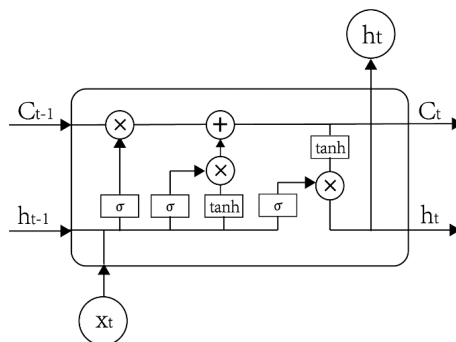 ht
Ct-1
×
+
Ct
tanh
×
×
σ
σ
tanh
σ
ht-1
ht
xt